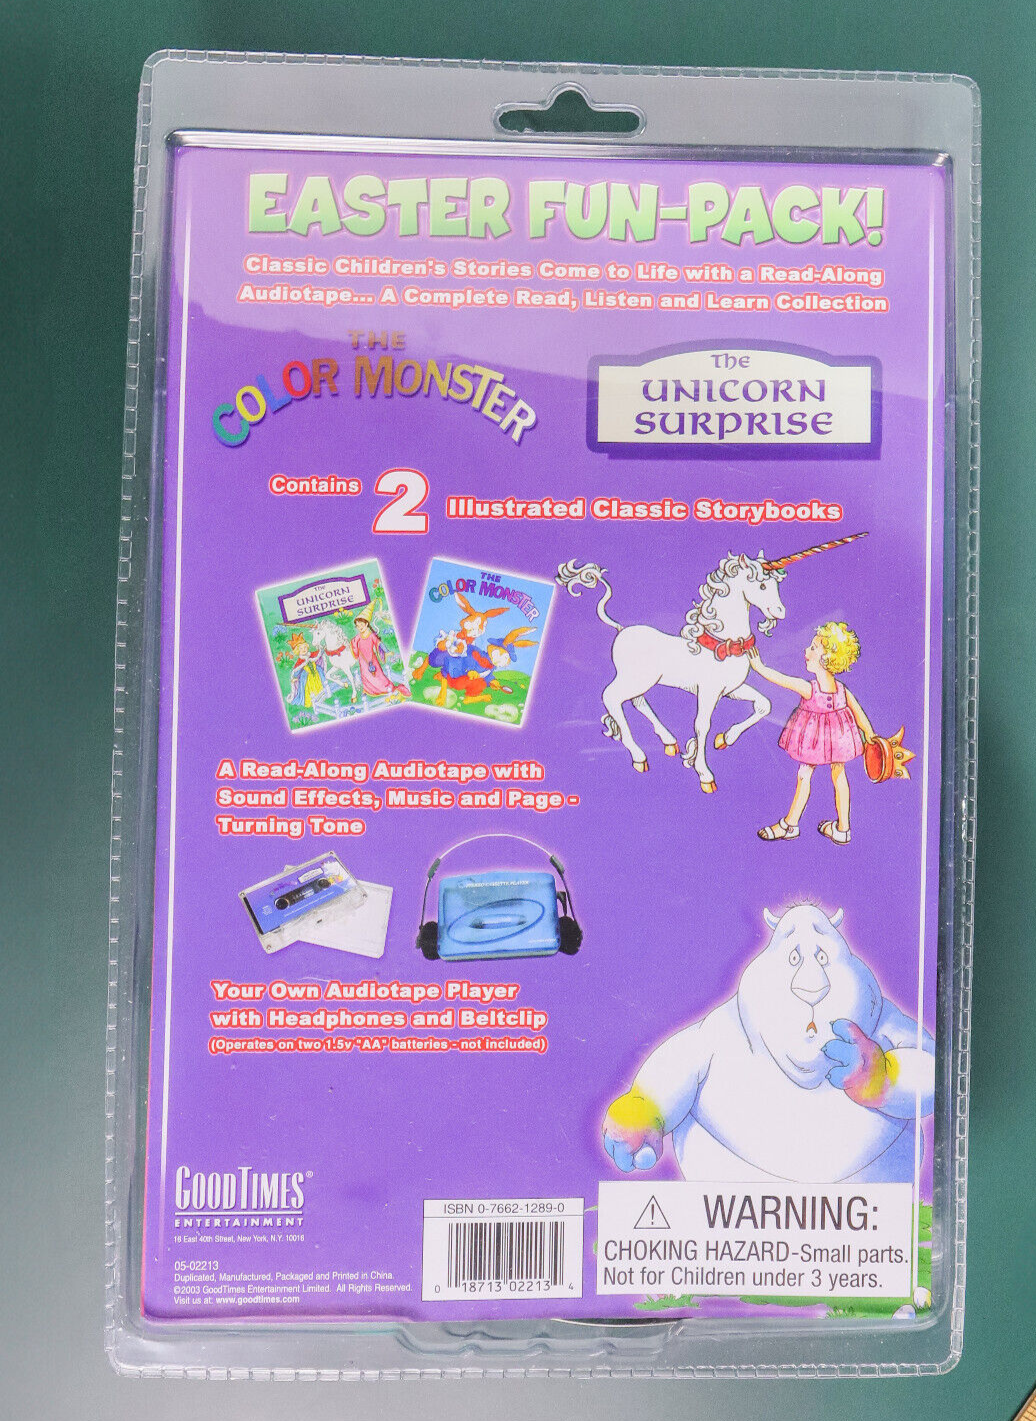 EASTER FUN-PACK!
Classic Children's Stories Come to Life with a Read-Along
Audiotape... A Complete Read, Listen and Learn Collection
THE
COLOR MONSTER
The
UNICORN
SURPRISE
Contains 2 Illustrated Classic Storybooks
THE
UNICORN
SURPRISE
THE
COLOR MONSTER
A Read-Along Audiotape with
Sound Effects, Music and Page -
Turning Tone
Your Own Audiotape Player
with Headphones and Beltclip
(Operates on two 1.5v "AA" batteries - not included)
GOODTIMES®
ENTERTAINMENT
16 East 40th Street, New York, N.Y. 10016
05-02213
Duplicated, Manufactured, Packaged and Printed in China.
©2003 GoodTimes Entertainment Limited. All Rights Reserved.
Visit us at: www.goodtimes.com
ISBN 0-7662-1289-0
0 18713 02213 4
WARNING:
CHOKING HAZARD-Small parts.
Not for Children under 3 years.